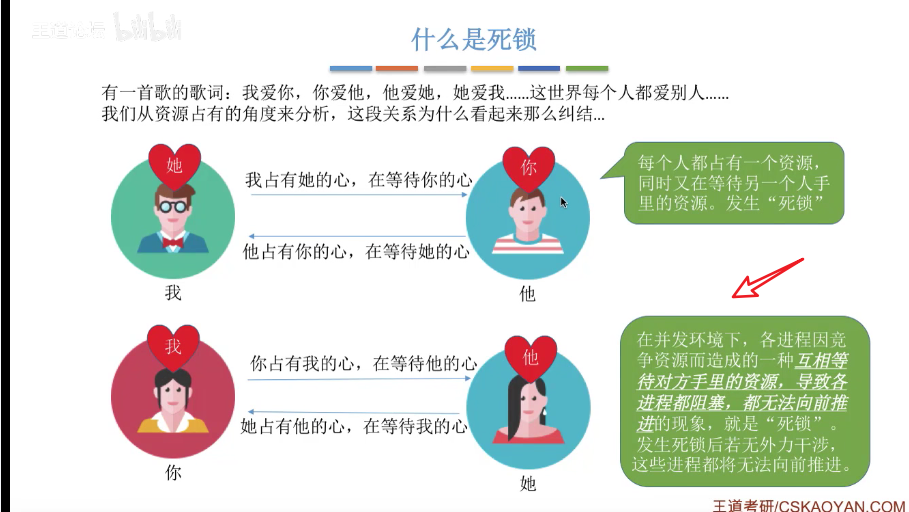 什么是死锁
有一首歌的歌词：我爱你，你爱他，他爱她，她爱我......这世界每个人都爱别人......
我们从资源占有的角度来分析，这段关系为什么看起来那么纠结...
她
我占有她的心，在等待你的心
他占有你的心，在等待她的心
你
我
他
每个人都占有一个资源，
同时又在等待另一个人手
里的资源。发生“死锁”
我
你占有我的心，在等待他的心
她占有他的心，在等待我的心
他
你
她
在并发环境下，各进程因竞
争资源而造成的一种互相等
待对方手里的资源，导致各
进程都阻塞，都无法向前推
进的现象，就是“死锁”。
发生死锁后若无外力干涉，
这些进程都将无法向前推进。
王道考研/CSKAOYAN.COM
bilibili